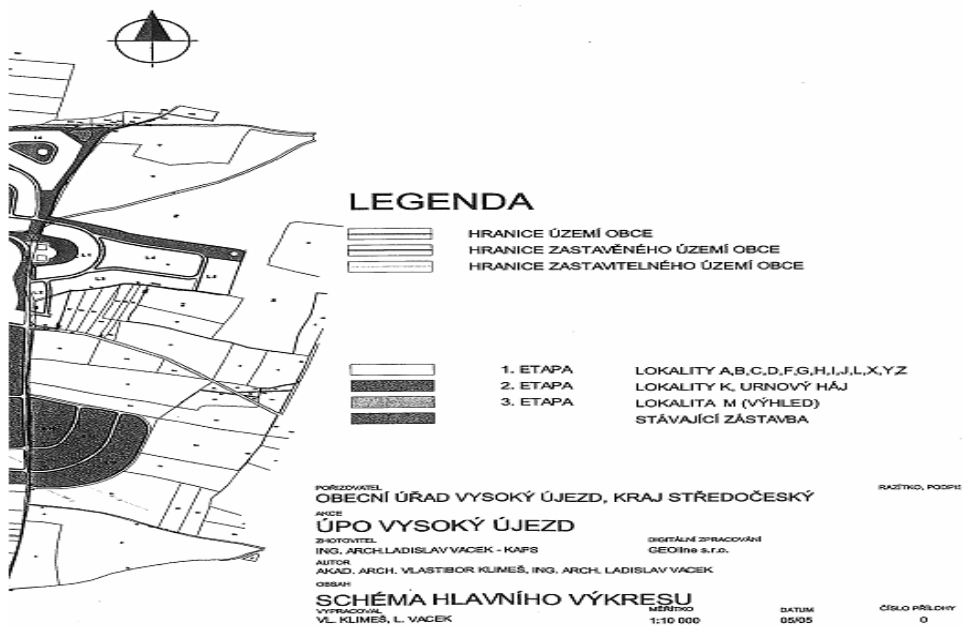 LEGENDA
HRANICE ÚZEMÍ OBCE
HRANICE ZASTAVĚNÉHO ÚZEMÍ OBCE
HRANICE ZASTAVITELNÉHO ÚZEMÍ OBCE
1. ETAPA LOKALITY A,B,C,D,F,G,H,I,J,L,X,Y,Z
2. ETAPA LOKALITY K, URNOVÝ HÁJ
3. ETAPA LOKALITA M (VÝHLED)
STÁVAJÍCÍ ZÁSTAVBA
POŘIZOVATEL RAZÍTKO, PODPIS
OBECNÍ ÚŘAD VYSOKÝ ÚJEZD, KRAJ STŘEDOČESKÝ
AKCE
ÚPO VYSOKÝ ÚJEZD
ZHOTOVITEL DIGITÁLNÍ ZPRACOVÁNÍ
ING. ARCH.LADISLAV VACEK - KAPS GEOline s.r.o.
AUTOR
AKAD. ARCH. VLASTIBOR KLIMEŠ, ING. ARCH. LADISLAV VACEK
OBSAH
SCHÉMA HLAVNÍHO VÝKRESU
VYPRACOVAL MĚŘÍTKO DATUM ČÍSLO PŘÍLOHY
VL. KLIMEŠ, L. VACEK 1:10 000 05/05 0